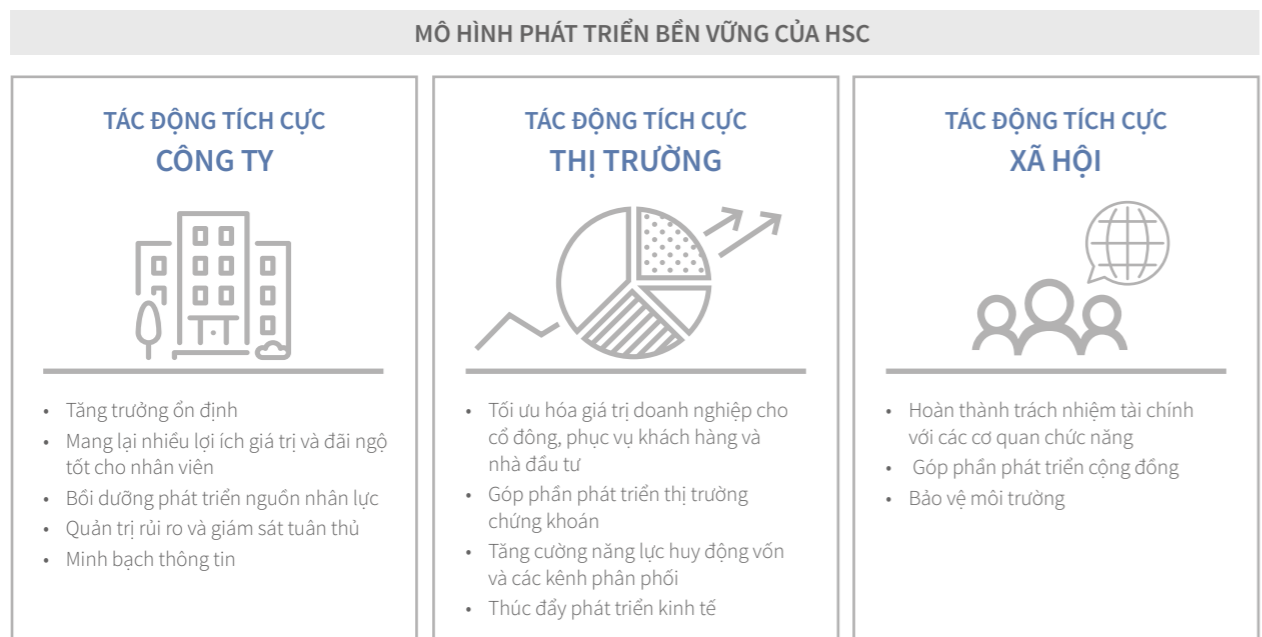 MÔ HÌNH PHÁT TRIỂN BỀN VỮNG CỦA HSC
TÁC ĐỘNG TÍCH CỰC
CÔNG TY
• Tăng trưởng ổn định
• Mang lại nhiều lợi ích giá trị và đãi ngộ
tốt cho nhân viên
• Bồi dưỡng phát triển nguồn nhân lực
• Quản trị rủi ro và giám sát tuân thủ
• Minh bạch thông tin
TÁC ĐỘNG TÍCH CỰC
THỊ TRƯỜNG
• Tối ưu hóa giá trị doanh nghiệp cho
cổ đông, phục vụ khách hàng và
nhà đầu tư
• Góp phần phát triển thị trường
chứng khoán
• Tăng cường năng lực huy động vốn
và các kênh phân phối
• Thúc đẩy phát triển kinh tế
TÁC ĐỘNG TÍCH CỰC
XÃ HỘI
• Hoàn thành trách nhiệm tài chính
với các cơ quan chức năng
• Góp phần phát triển cộng đồng
• Bảo vệ môi trường